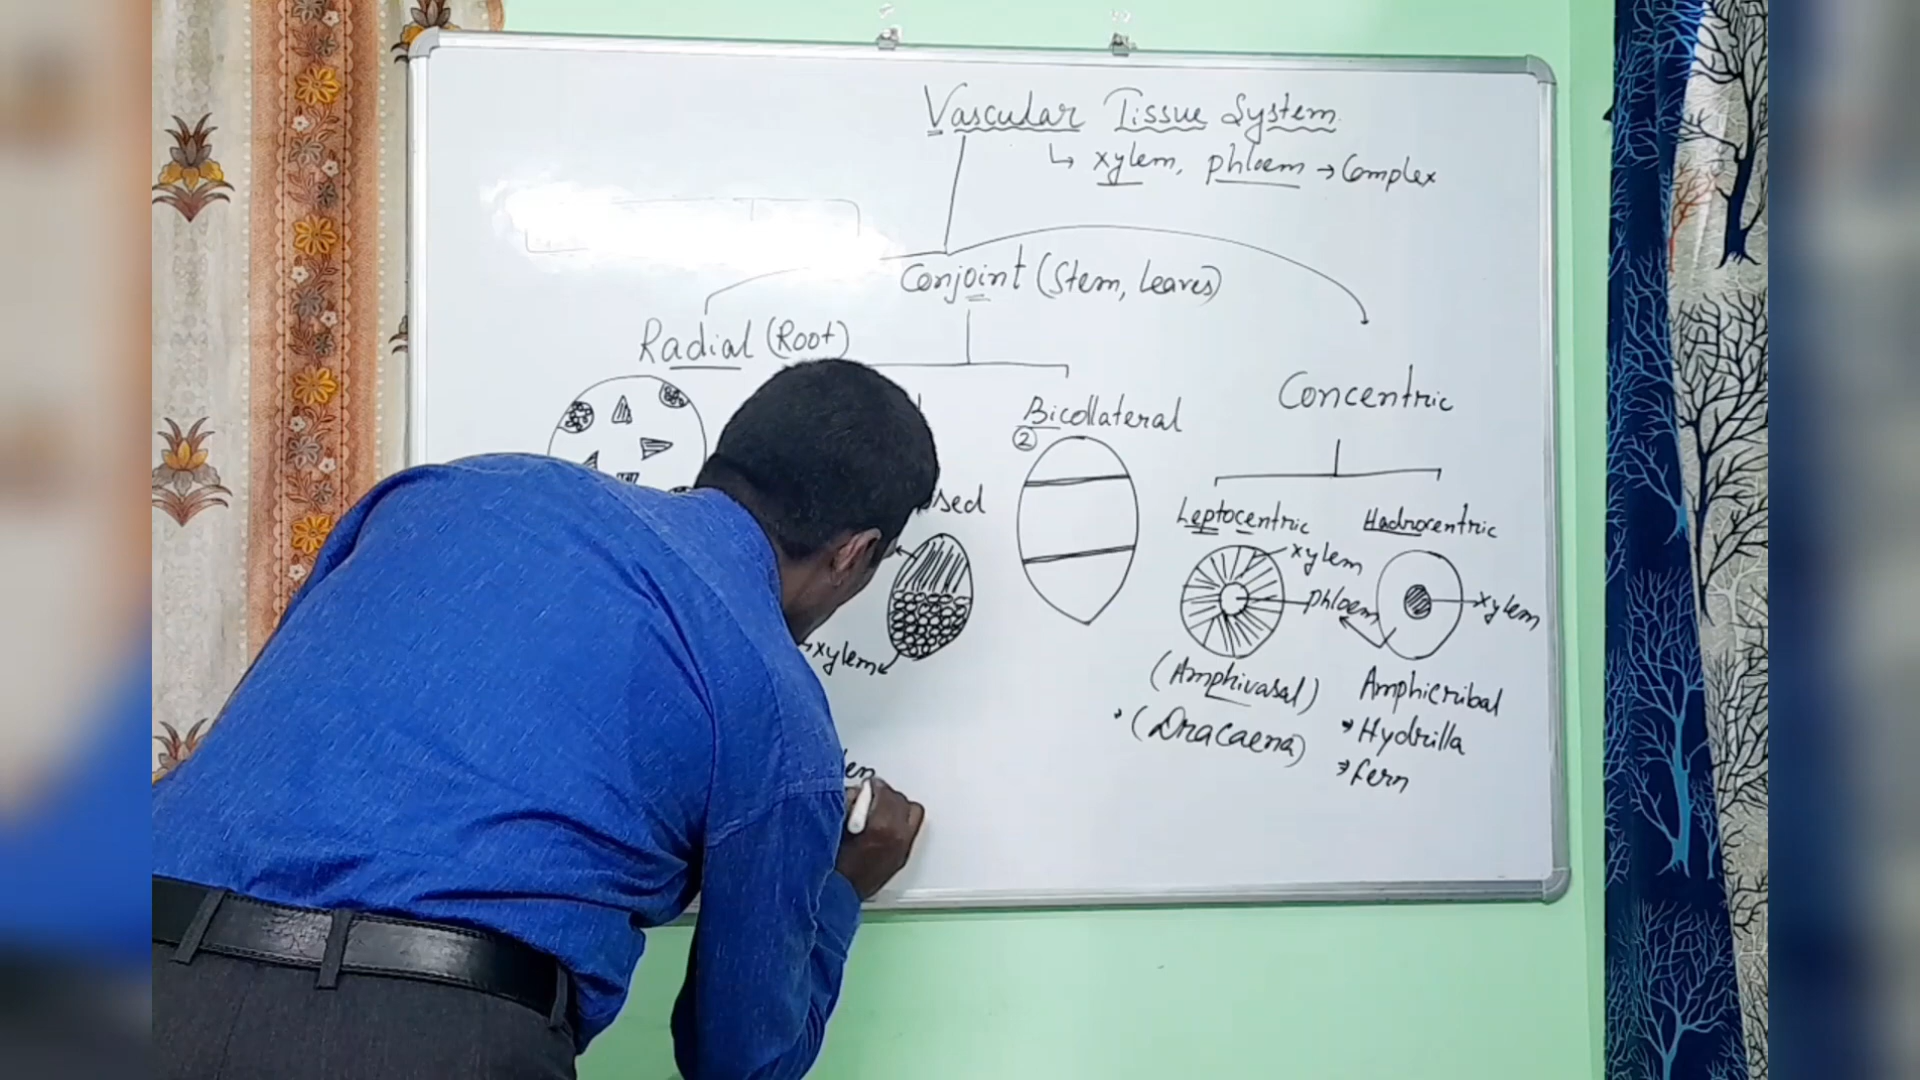 Vascular Tissue System
↳ xylem, phloem → Complex
Conjoint (Stem, Leaves)
Radial (Root)
Concentric
Bicollateral
②
Leptocentric
Hadrocentric
xylem
phloem
xylem
xylem
(Amphivasal)
Amphicribal
(Dracaena)
Hydrilla
Fern